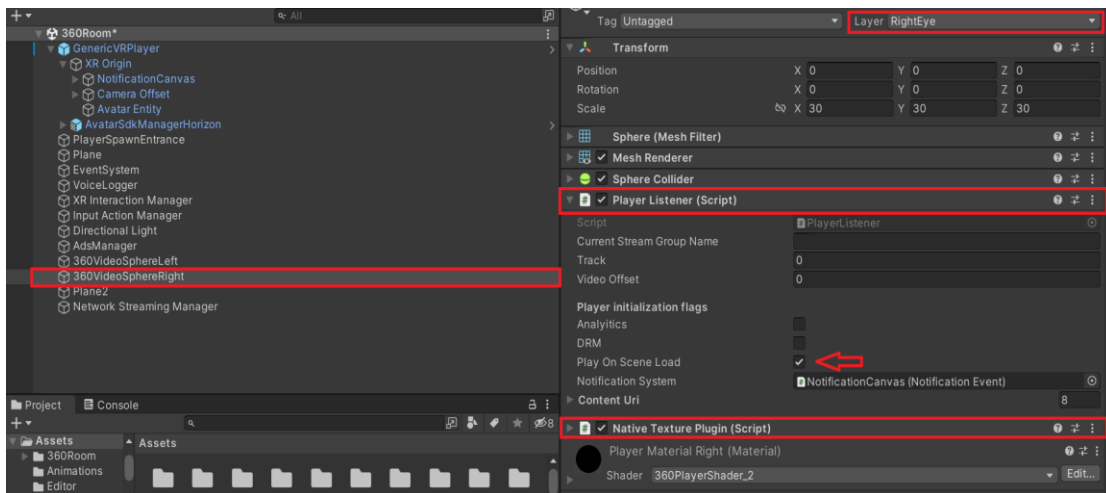 All
360Room*
GenericVRPlayer
XR Origin
NotificationCanvas
Camera Offset
Avatar Entity
AvatarSdkManagerHorizon
PlayerSpawnEntrance
Plane
EventSystem
VoiceLogger
XR Interaction Manager
Input Action Manager
Directional Light
AdsManager
360VideoSphereLeft
360VideoSphereRight
Plane2
Network Streaming Manager
Project Console
8
Assets Assets
360Room
Animations
Editor
Tag Untagged Layer RightEye
Transform
Position X 0 Y 0 Z 0
Rotation X 0 Y 0 Z 0
Scale X 30 Y 30 Z 30
Sphere (Mesh Filter)
Mesh Renderer
Sphere Collider
# Player Listener (Script)
Script PlayerListener
Current Stream Group Name
Track 0
Video Offset 0
Player initialization flags
Analyitics
DRM
Play On Scene Load
Notification System NotificationCanvas (Notification Event)
Content Uri 8
# Native Texture Plugin (Script)
Player Material Right (Material)
Shader 360PlayerShader_2 Edit...